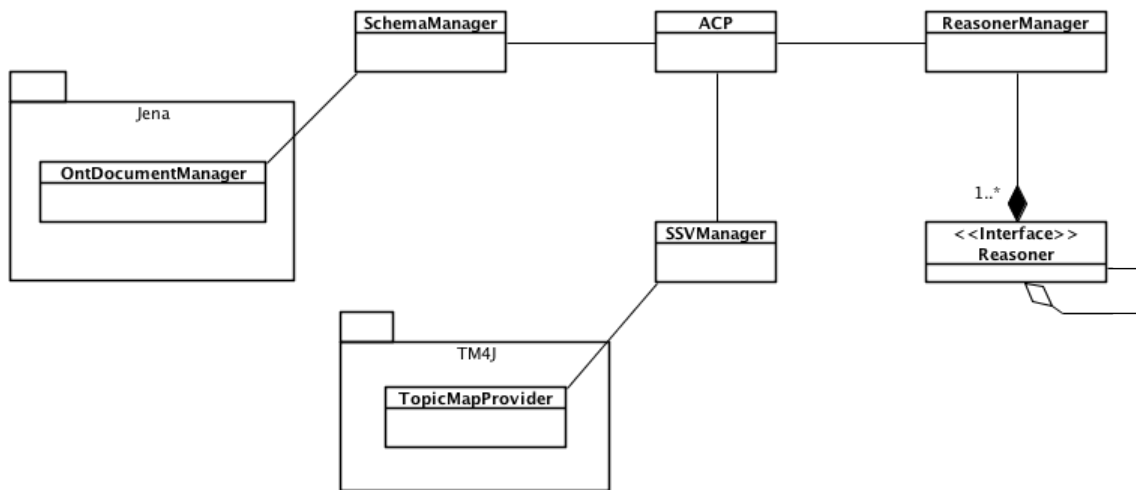 SchemaManager
ACP
ReasonerManager
Jena
OntDocumentManager
1..*
SSVManager
<<Interface>>
Reasoner
TM4J
TopicMapProvider